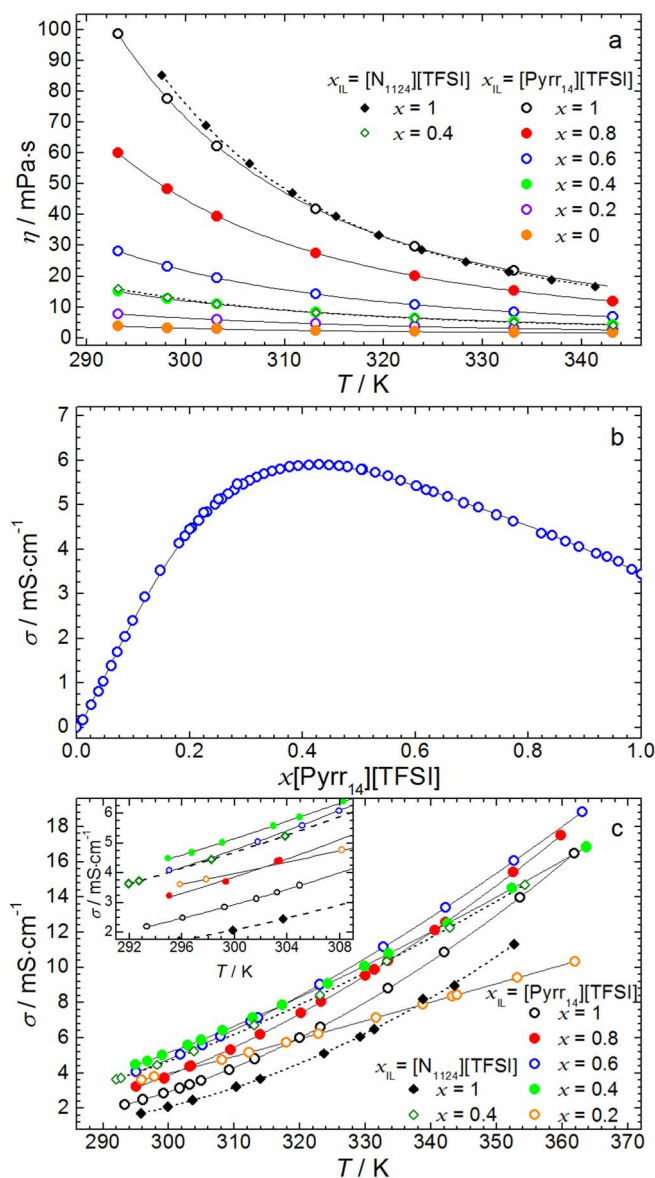 a
100
90
80
70
60
50
40
30
20
10
0
η / mPa·s
x_IL = [N_1124][TFSI]
x = 1
x = 0.4
x_IL = [Pyrr_14][TFSI]
x = 1
x = 0.8
x = 0.6
x = 0.4
x = 0.2
x = 0
290 300 310 320 330 340
T / K
b
7
6
5
4
3
2
1
0
σ / mS·cm⁻¹
0.0 0.2 0.4 0.6 0.8 1.0
x[Pyrr_14][TFSI]
c
18
16
14
12
10
8
6
4
2
σ / mS·cm⁻¹
6
5
4
3
2
σ / mS·cm⁻¹
292 296 300 304 308
T / K
x_IL = [Pyrr_14][TFSI]
x = 1
x = 0.8
x = 0.6
x = 0.4
x = 0.2
x_IL = [N_1124][TFSI]
x = 1
x = 0.4
290 300 310 320 330 340 350 360 370
T / K